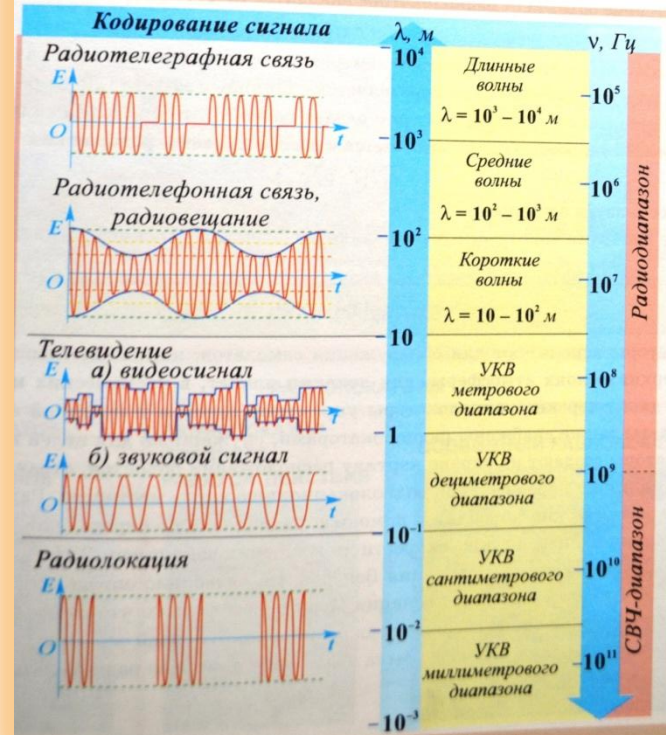 Кодирование сигнала
λ, м
ν, Гц
Радиотелеграфная связь
E
O
t
Радиотелефонная связь,
радиовещание
E
O
t
Телевидение
а) видеосигнал
E
O
t
б) звуковой сигнал
E
O
t
Радиолокация
E
O
t
10⁴
10³
10²
10
1
10⁻¹
10⁻²
10⁻³
Длинные
волны
λ = 10³ – 10⁴ м
Средние
волны
λ = 10² – 10³ м
Короткие
волны
λ = 10 – 10² м
УКВ
метрового
диапазона
УКВ
дециметрового
диапазона
УКВ
сантиметрового
диапазона
УКВ
миллиметрового
диапазона
10⁵
10⁶
10⁷
10⁸
10⁹
10¹⁰
10¹¹
Радиодиапазон
СВЧ-диапазон